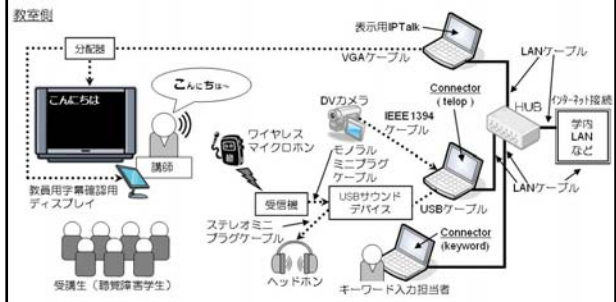 教室側
表示用IPTalk
分配器
VGAケーブル
LANケーブル
こんにちは～
こんにちは
Connector
(telop)
HUB
インターネット接続
DVカメラ
IEEE1394
ケーブル
学内
LAN
など
ワイヤレス
マイクロホン
モノラル
ミニプラグ
ケーブル
講師
教員用字幕確認用
ディスプレイ
受信機
USBサウンド
デバイス
USBケーブル
LANケーブル
ステレオミニ
プラグケーブル
Connector
(keyword)
ヘッドホン
キーワード入力担当者
受講生（聴覚障害学生）